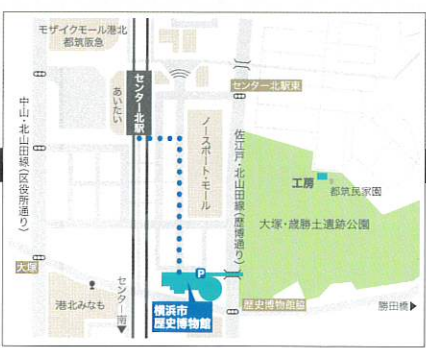 モザイクモール港北
都筑阪急
センター北駅
あいたい
センター北駅東
中山・北山田線(区役所通り)
ノースポート・モール
佐江戸・北山田線(歴博通り)
工房
都筑民家園
大塚・歳勝土遺跡公園
大塚
P
港北みなも
センター南
▼
横浜市
歴史博物館
歴史博物館脇
勝田橋▶